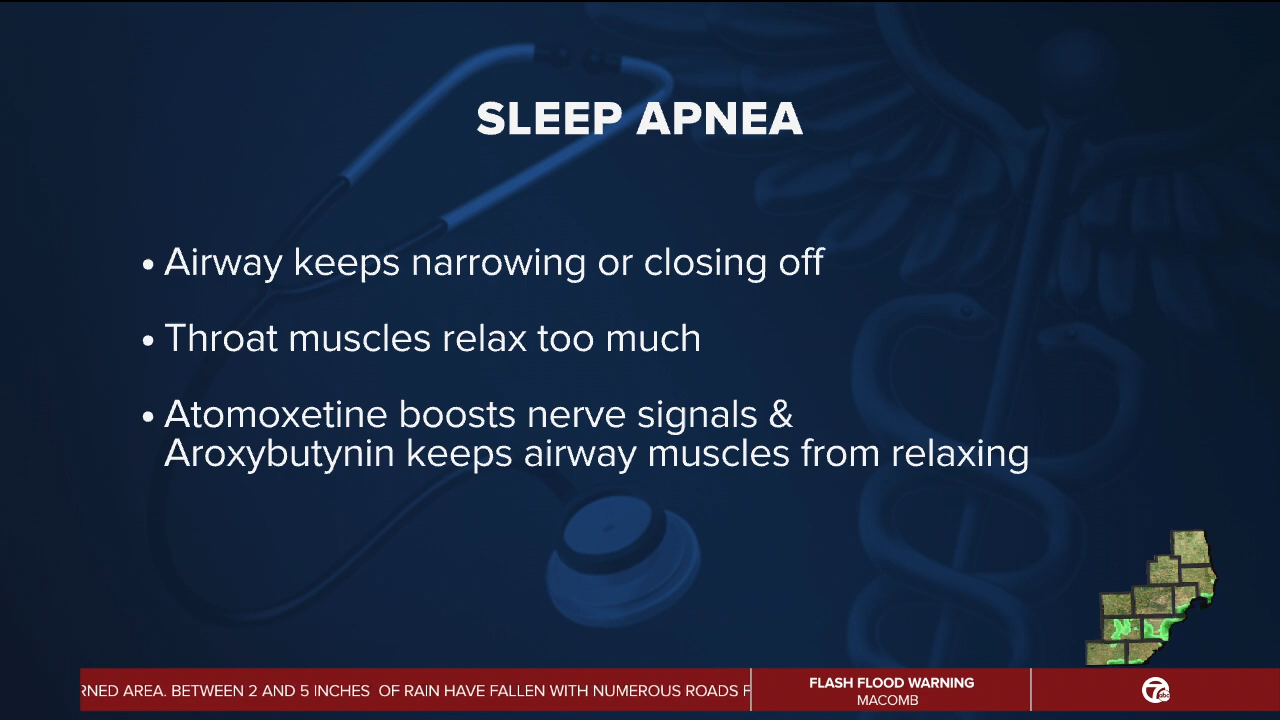 SLEEP APNEA
• Airway keeps narrowing or closing off
• Throat muscles relax too much
• Atomoxetine boosts nerve signals &
Aroxybutynin keeps airway muscles from relaxing
RNED AREA. BETWEEN 2 AND 5 INCHES OF RAIN HAVE FALLEN WITH NUMEROUS ROADS F
FLASH FLOOD WARNING
MACOMB
7 abc